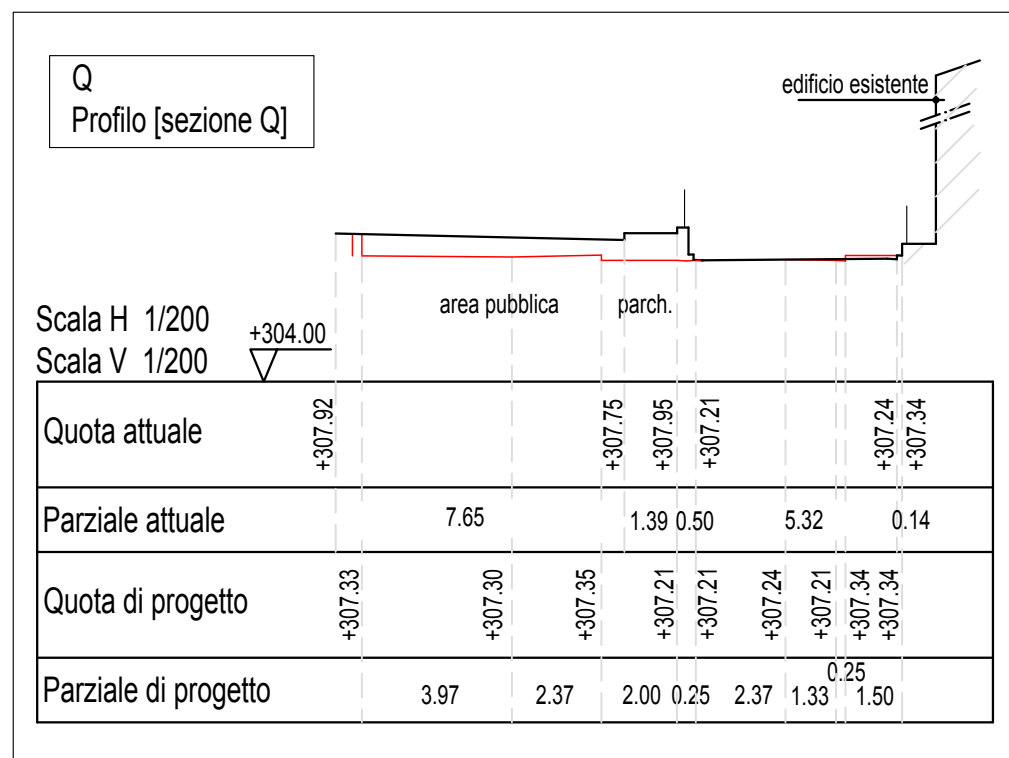 Q
Profilo [sezione Q]
edificio esistente
area pubblica parch.
Scala H 1/200
Scala V 1/200
+304.00
Quota attuale +307.92 +307.75 +307.95 +307.21 +307.24 +307.34
Parziale attuale 7.65 1.39 0.50 5.32 0.14
Quota di progetto +307.33 +307.30 +307.35 +307.21 +307.21 +307.24 +307.21 +307.34 +307.34
Parziale di progetto 3.97 2.37 2.00 0.25 2.37 1.33 0.25 1.50